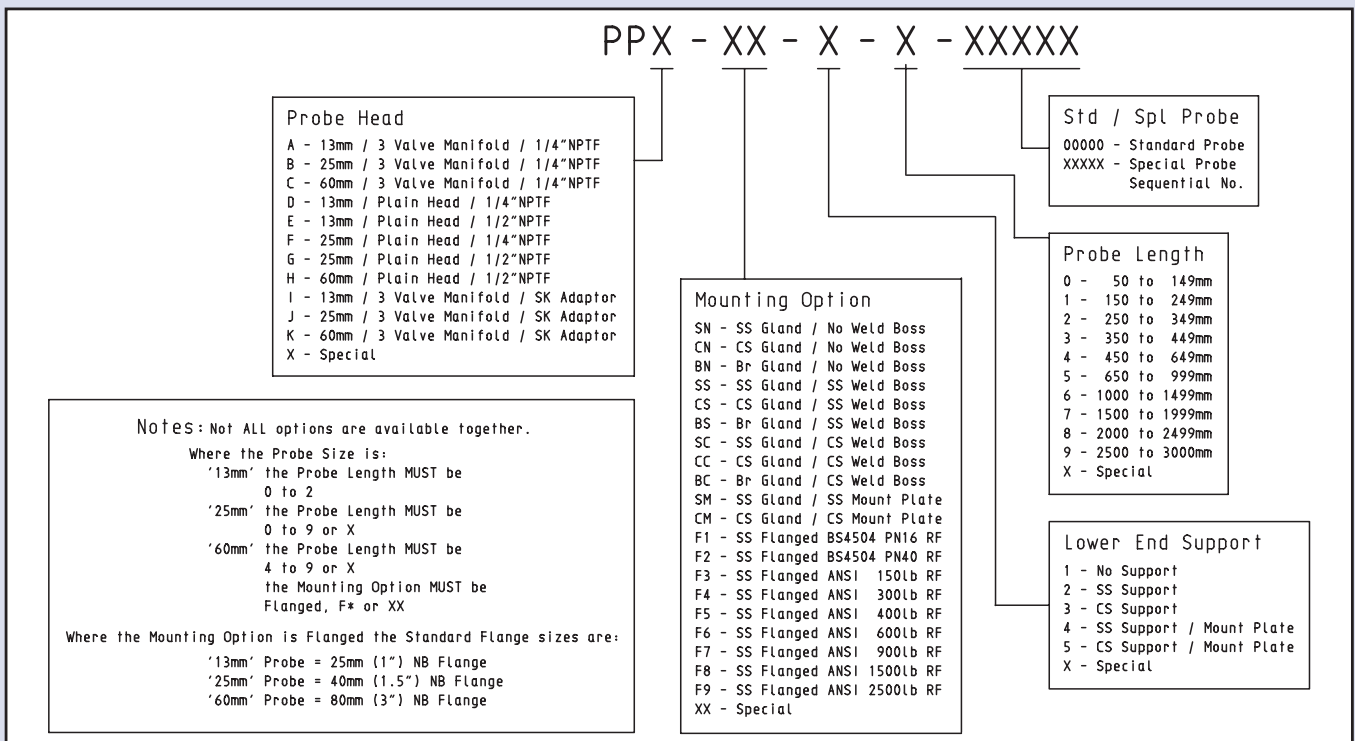 PPX - XX - X - X - XXXXX
Probe Head
A - 13mm / 3 Valve Manifold / 1/4"NPTF
B - 25mm / 3 Valve Manifold / 1/4"NPTF
C - 60mm / 3 Valve Manifold / 1/4"NPTF
D - 13mm / Plain Head / 1/4"NPTF
E - 13mm / Plain Head / 1/2"NPTF
F - 25mm / Plain Head / 1/4"NPTF
G - 25mm / Plain Head / 1/2"NPTF
H - 60mm / Plain Head / 1/2"NPTF
I - 13mm / 3 Valve Manifold / SK Adaptor
J - 25mm / 3 Valve Manifold / SK Adaptor
K - 60mm / 3 Valve Manifold / SK Adaptor
X - Special
Notes: Not ALL options are available together.
Where the Probe Size is:
'13mm' the Probe Length MUST be
0 to 2
'25mm' the Probe Length MUST be
0 to 9 or X
'60mm' the Probe Length MUST be
4 to 9 or X
the Mounting Option MUST be
Flanged, F* or XX
Where the Mounting Option is Flanged the Standard Flange sizes are:
'13mm' Probe = 25mm (1") NB Flange
'25mm' Probe = 40mm (1.5") NB Flange
'60mm' Probe = 80mm (3") NB Flange
Mounting Option
SN - SS Gland / No Weld Boss
CN - CS Gland / No Weld Boss
BN - Br Gland / No Weld Boss
SS - SS Gland / SS Weld Boss
CS - CS Gland / SS Weld Boss
BS - Br Gland / SS Weld Boss
SC - SS Gland / CS Weld Boss
CC - CS Gland / CS Weld Boss
BC - Br Gland / CS Weld Boss
SM - SS Gland / SS Mount Plate
CM - CS Gland / CS Mount Plate
F1 - SS Flanged BS4504 PN16 RF
F2 - SS Flanged BS4504 PN40 RF
F3 - SS Flanged ANSI 150lb RF
F4 - SS Flanged ANSI 300lb RF
F5 - SS Flanged ANSI 400lb RF
F6 - SS Flanged ANSI 600lb RF
F7 - SS Flanged ANSI 900lb RF
F8 - SS Flanged ANSI 1500lb RF
F9 - SS Flanged ANSI 2500lb RF
XX - Special
Std / Spl Probe
00000 - Standard Probe
XXXXX - Special Probe
Sequential No.
Probe Length
0 - 50 to 149mm
1 - 150 to 249mm
2 - 250 to 349mm
3 - 350 to 449mm
4 - 450 to 649mm
5 - 650 to 999mm
6 - 1000 to 1499mm
7 - 1500 to 1999mm
8 - 2000 to 2499mm
9 - 2500 to 3000mm
X - Special
Lower End Support
1 - No Support
2 - SS Support
3 - CS Support
4 - SS Support / Mount Plate
5 - CS Support / Mount Plate
X - Special